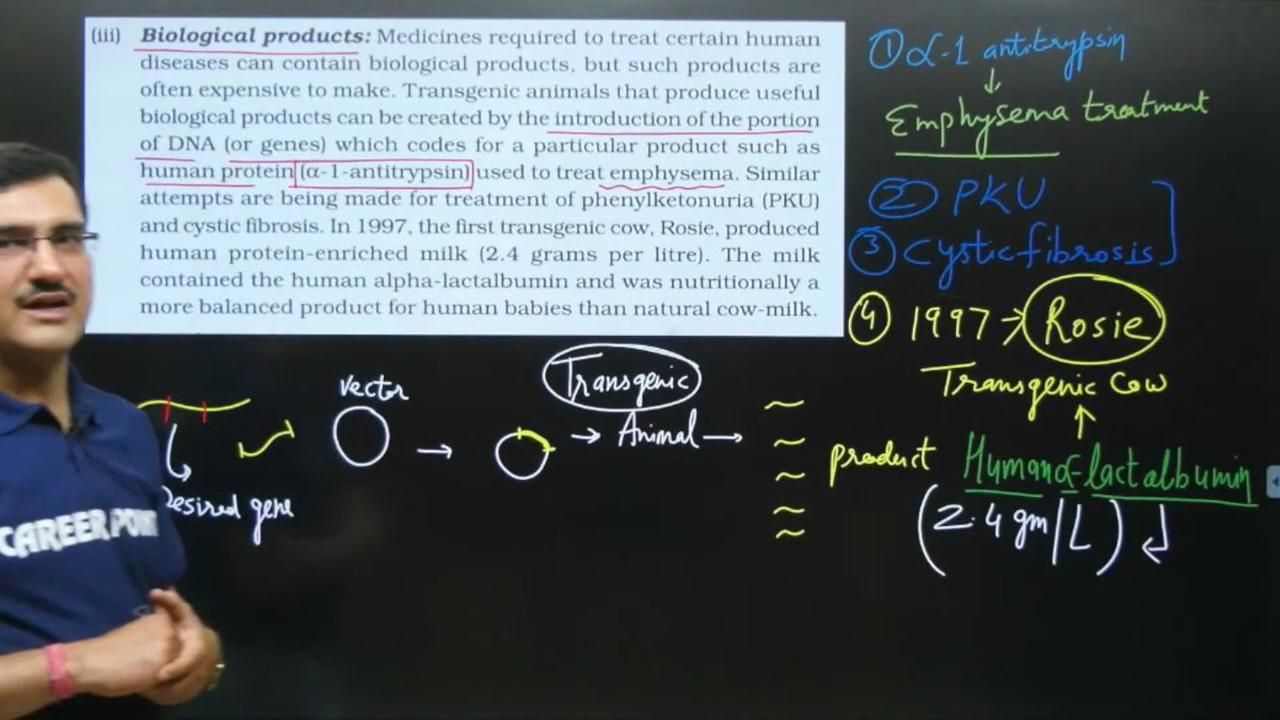 (iii) Biological products: Medicines required to treat certain human
diseases can contain biological products, but such products are
often expensive to make. Transgenic animals that produce useful
biological products can be created by the introduction of the portion
of DNA (or genes) which codes for a particular product such as
human protein (α-1-antitrypsin) used to treat emphysema. Similar
attempts are being made for treatment of phenylketonuria (PKU)
and cystic fibrosis. In 1997, the first transgenic cow, Rosie, produced
human protein-enriched milk (2.4 grams per litre). The milk
contained the human alpha-lactalbumin and was nutritionally a
more balanced product for human babies than natural cow-milk.
① α-1 antitrypsin
↓
Emphysema treatment
② PKU
③ Cystic fibrosis
④ 1997 → Rosie
Transgenic Cow
↑
Human α-lactalbumin
(2.4 gm/L)
Desired gene
vector
→
Transgenic
→ Animal →
product
CAREER POINT